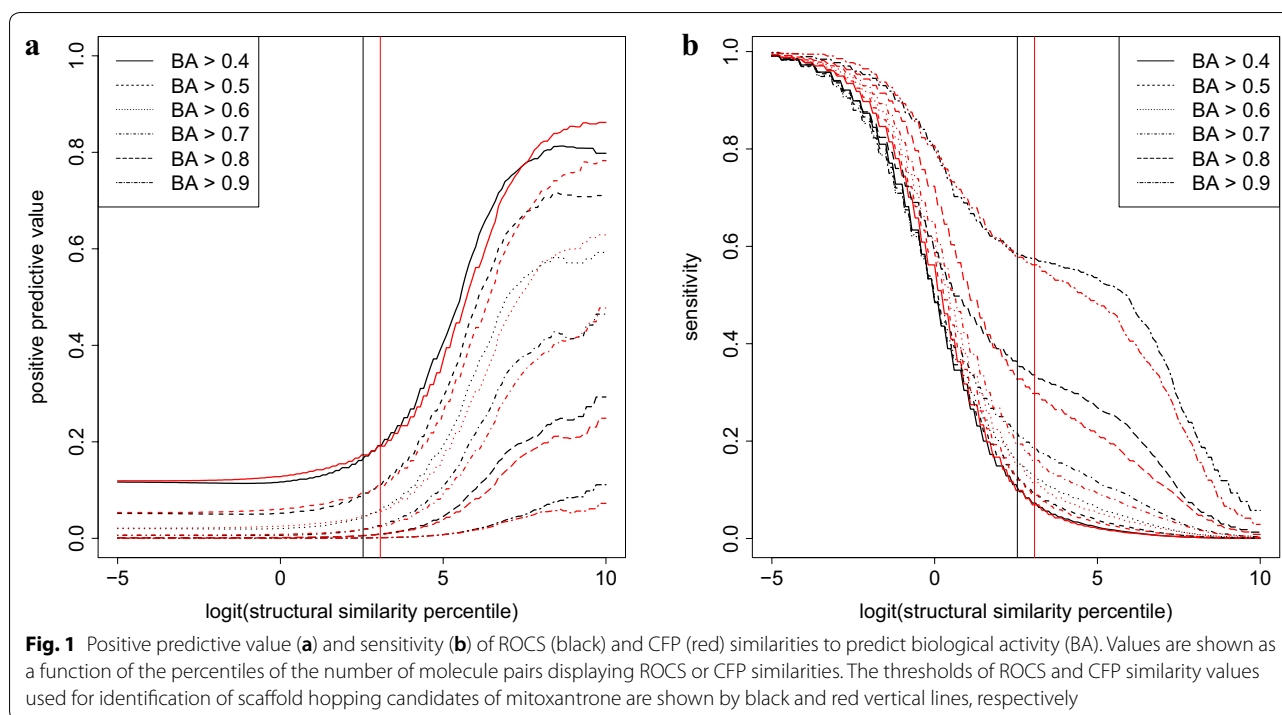 a
BA > 0.4
BA > 0.5
BA > 0.6
BA > 0.7
BA > 0.8
BA > 0.9
positive predictive value
0.0
0.2
0.4
0.6
0.8
1.0
−5
0
5
10
logit(structural similarity percentile)
b
BA > 0.4
BA > 0.5
BA > 0.6
BA > 0.7
BA > 0.8
BA > 0.9
sensitivity
0.0
0.2
0.4
0.6
0.8
1.0
−5
0
5
10
logit(structural similarity percentile)
Fig. 1 Positive predictive value (a) and sensitivity (b) of ROCS (black) and CFP (red) similarities to predict biological activity (BA). Values are shown as
a function of the percentiles of the number of molecule pairs displaying ROCS or CFP similarities. The thresholds of ROCS and CFP similarity values
used for identification of scaffold hopping candidates of mitoxantrone are shown by black and red vertical lines, respectively